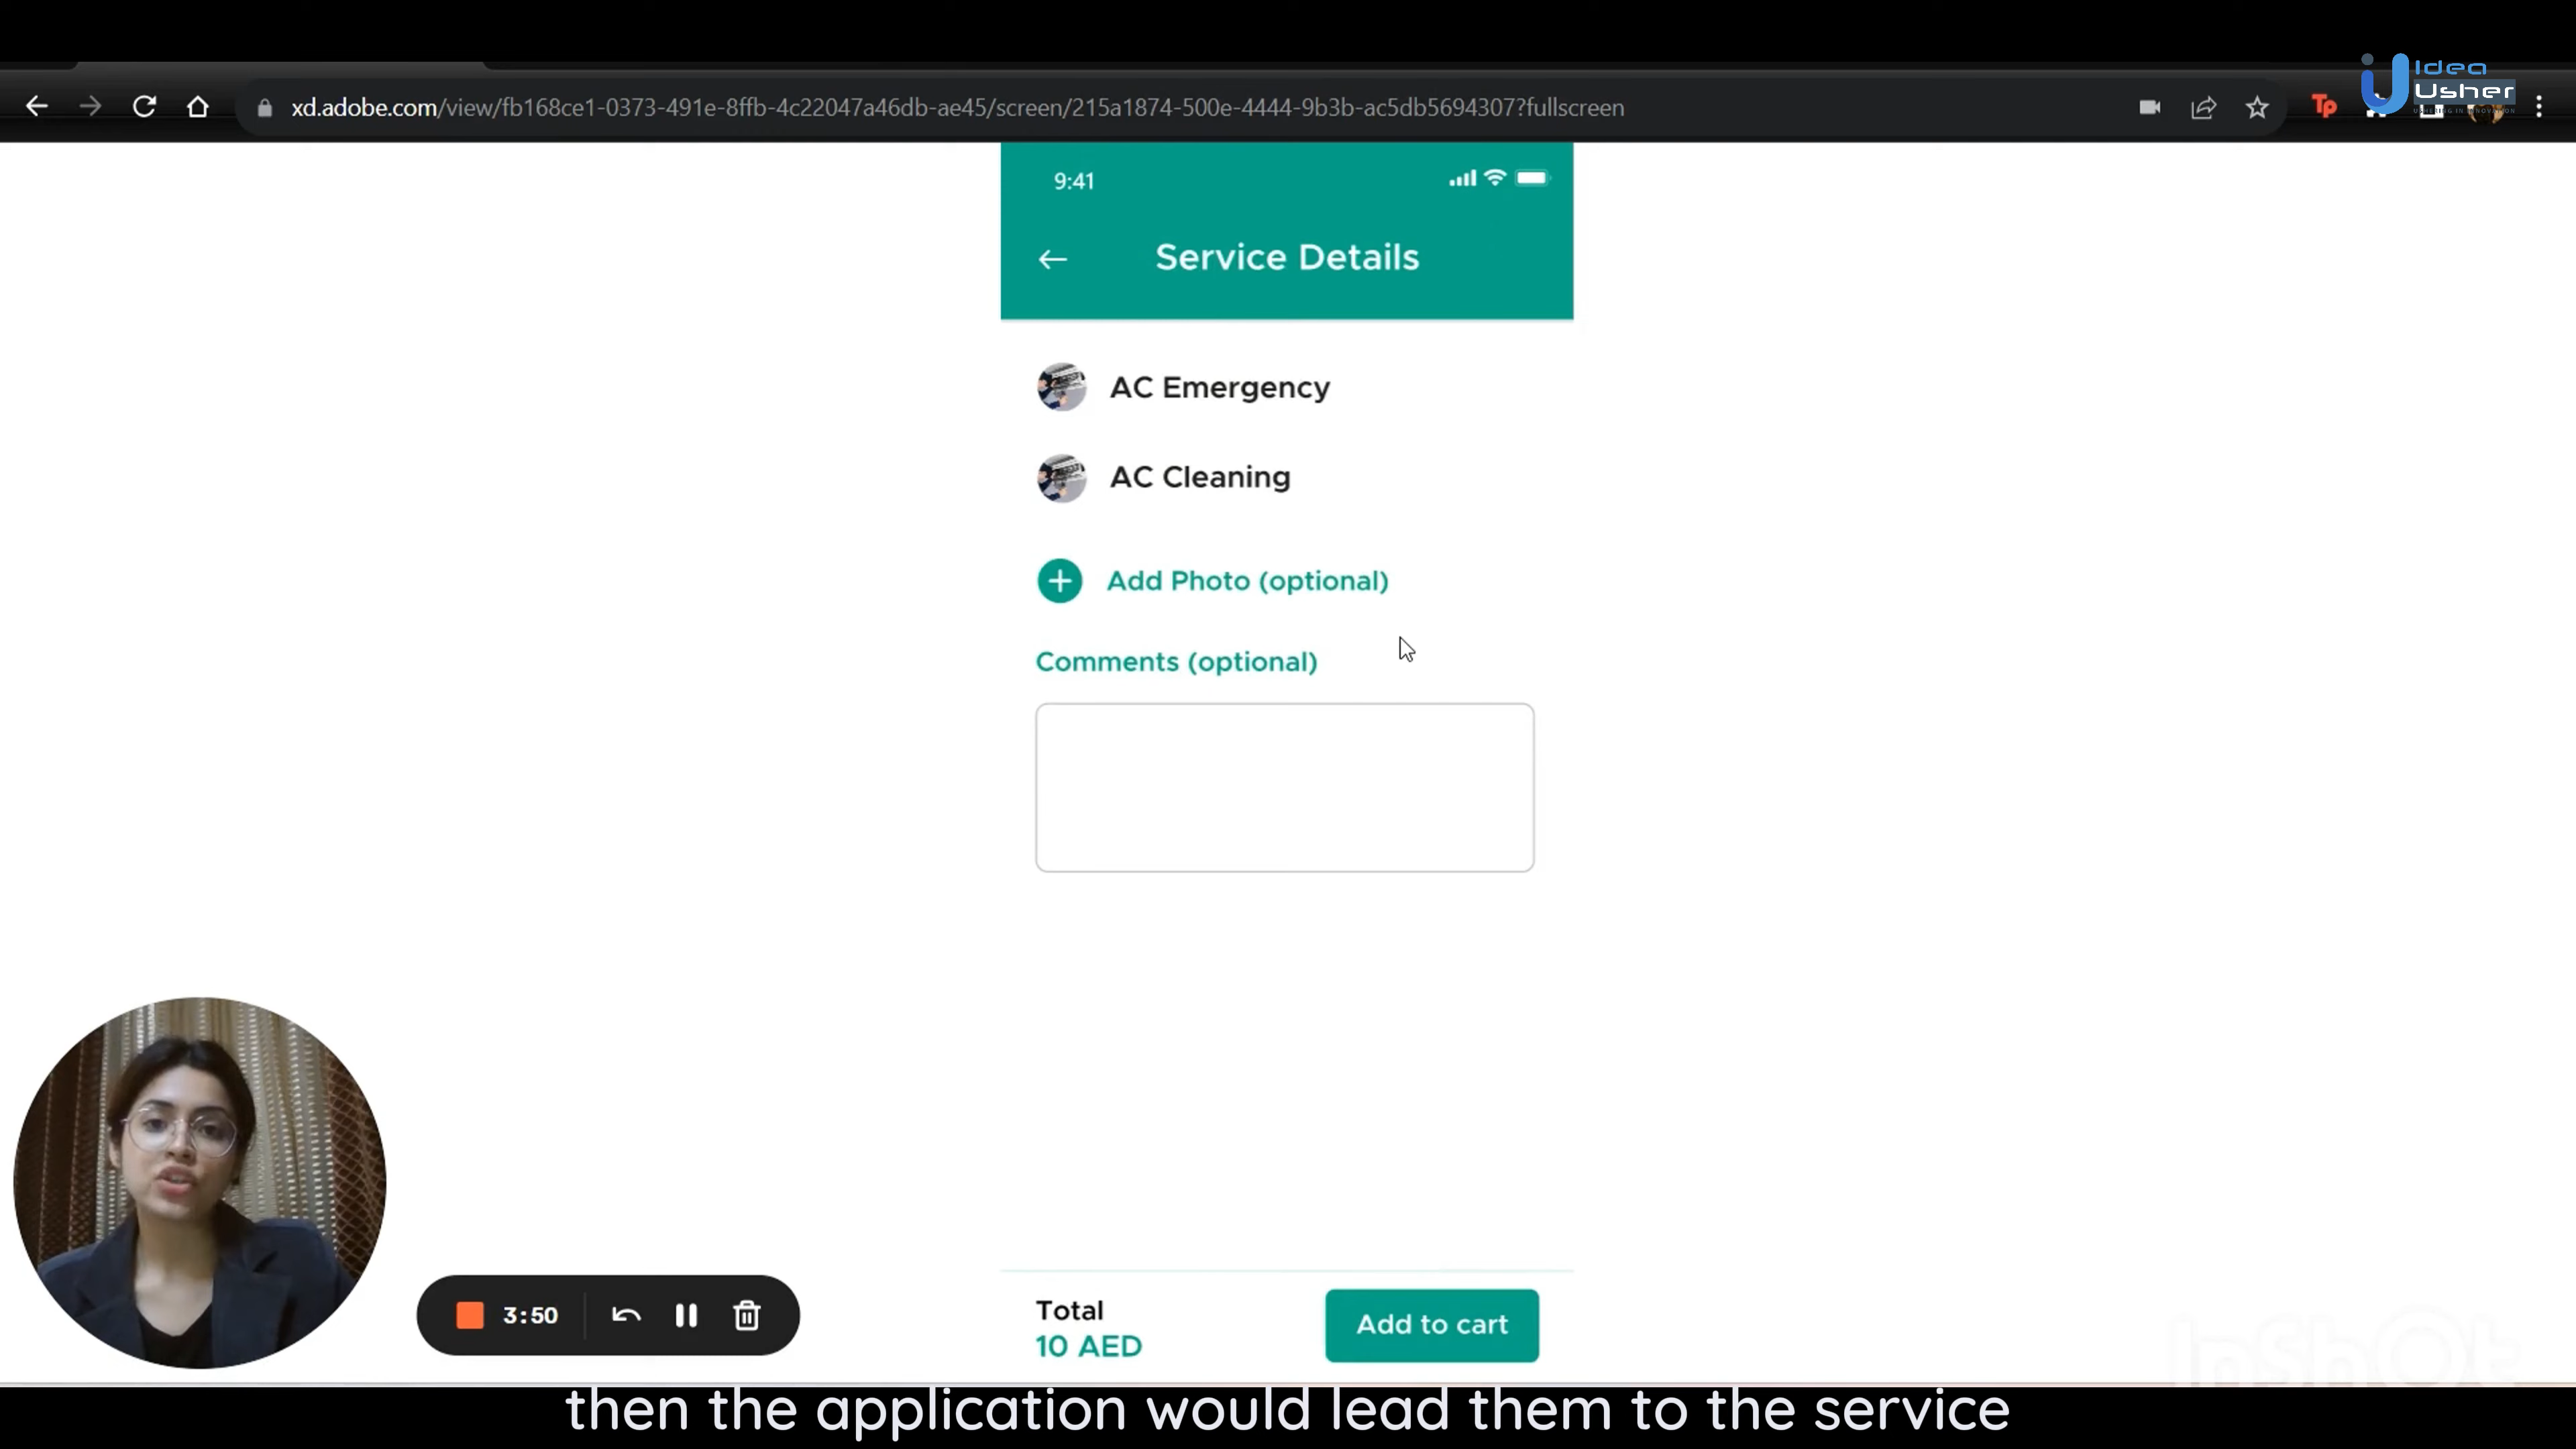 xd.adobe.com/view/fb168ce1-0373-491e-8ffb-4c22047a46db-ae45/screen/215a1874-500e-4444-9b3b-ac5db5694307?fullscreen
Tp
Idea
Usher
9:41
Service Details
AC Emergency
AC Cleaning
Add Photo (optional)
Comments (optional)
3:50
Total
10 AED
Add to cart
InShOt
then the application would lead them to the service